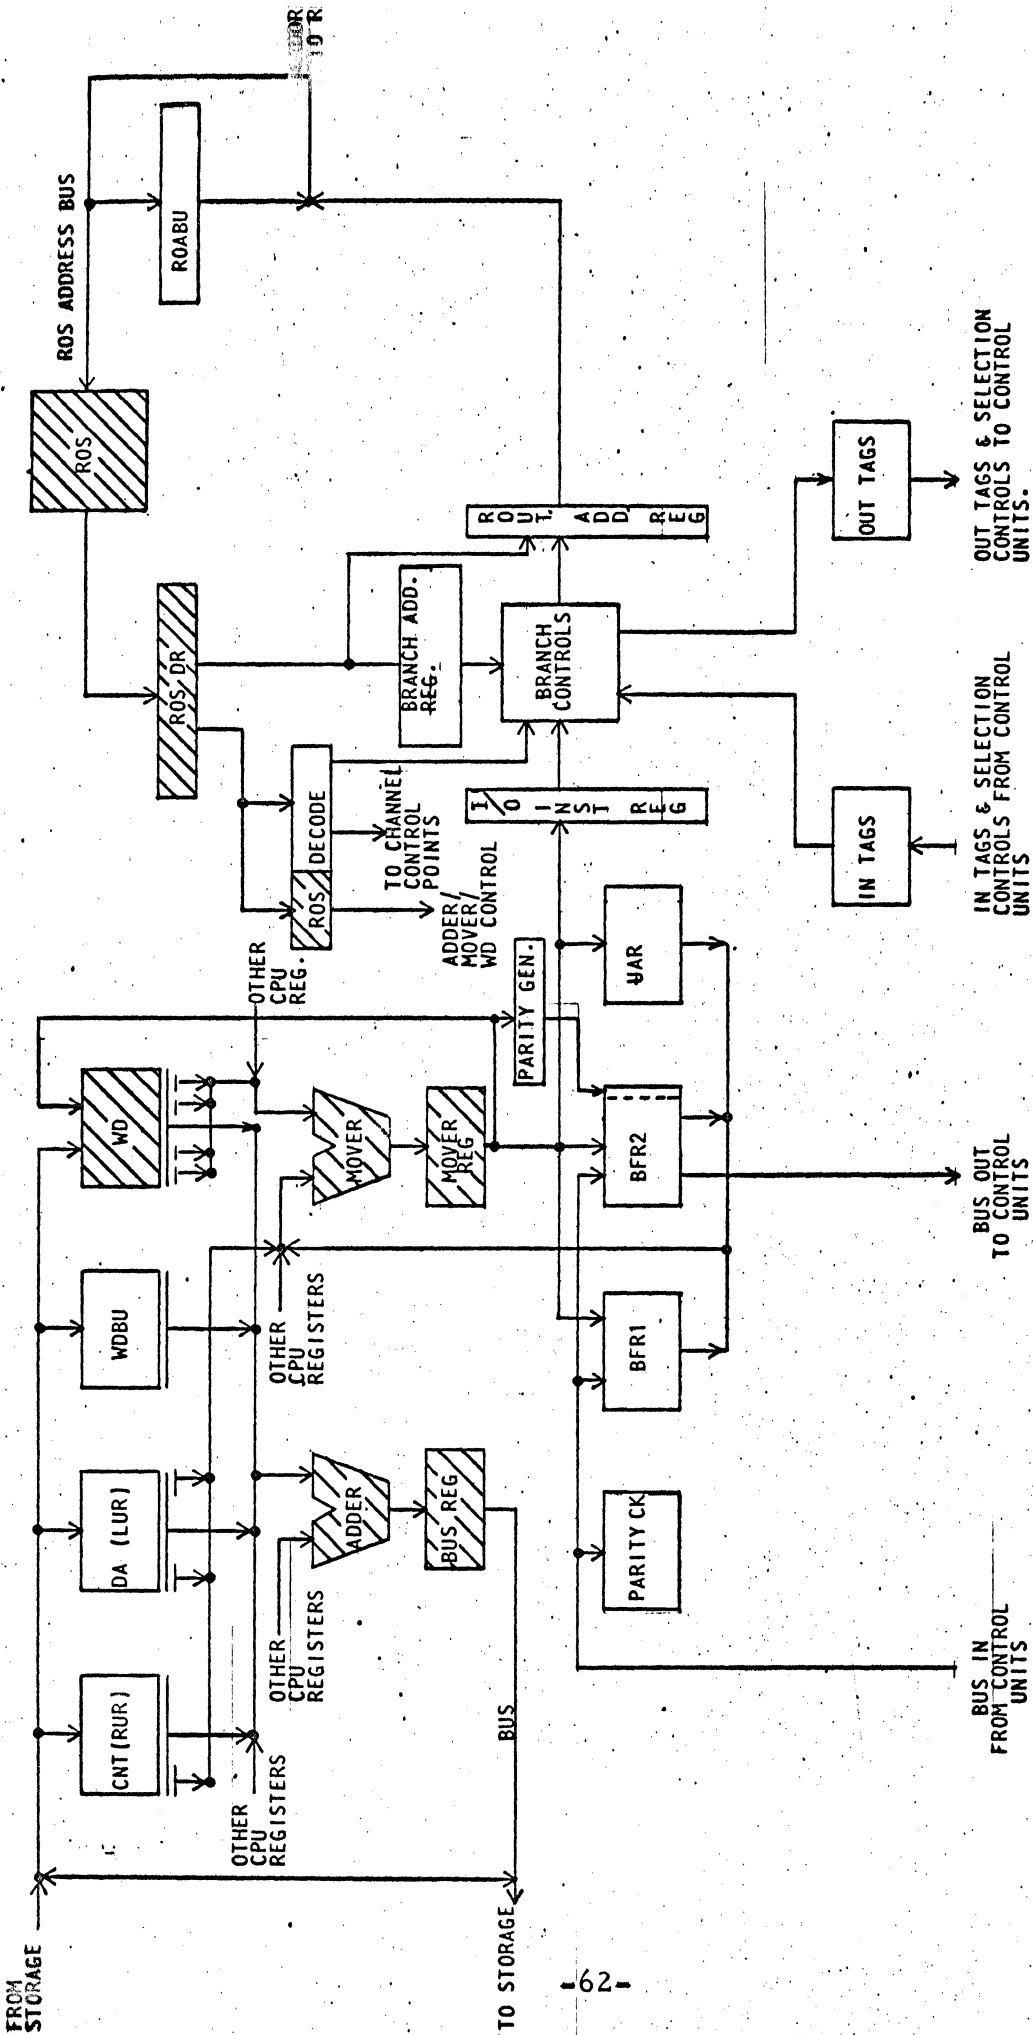 FROM
STORAGE
CNT(RUR)
DA (LUR)
WDBU
WD
ROS DR
ROS
ROS ADDRESS BUS
ROABU
OTHER
CPU
REGISTERS
OTHER
CPU
REGISTERS
OTHER
CPU
REGISTERS
OTHER
CPU
REG.
ROS
DECODE
TO CHANNEL
CONTROL
POINTS
ADDER/
MOVER/
WD CONTROL
ADDER
MOVER
BUS REG
MOVER
REG
BRANCH ADD.
REG.
BUS
TO STORAGE
PARITY GEN.
I/O INST REG
BRANCH
CONTROLS
ROUT. ADD. REG
PARITY CK
BFR1
BFR2
UAR
IN TAGS
OUT TAGS
BUS IN
FROM CONTROL
UNITS
BUS OUT
TO CONTROL
UNITS
IN TAGS & SELECTION
CONTROLS FROM CONTROL
UNITS
OUT TAGS & SELECTION
CONTROLS TO CONTROL
UNITS.
-62-